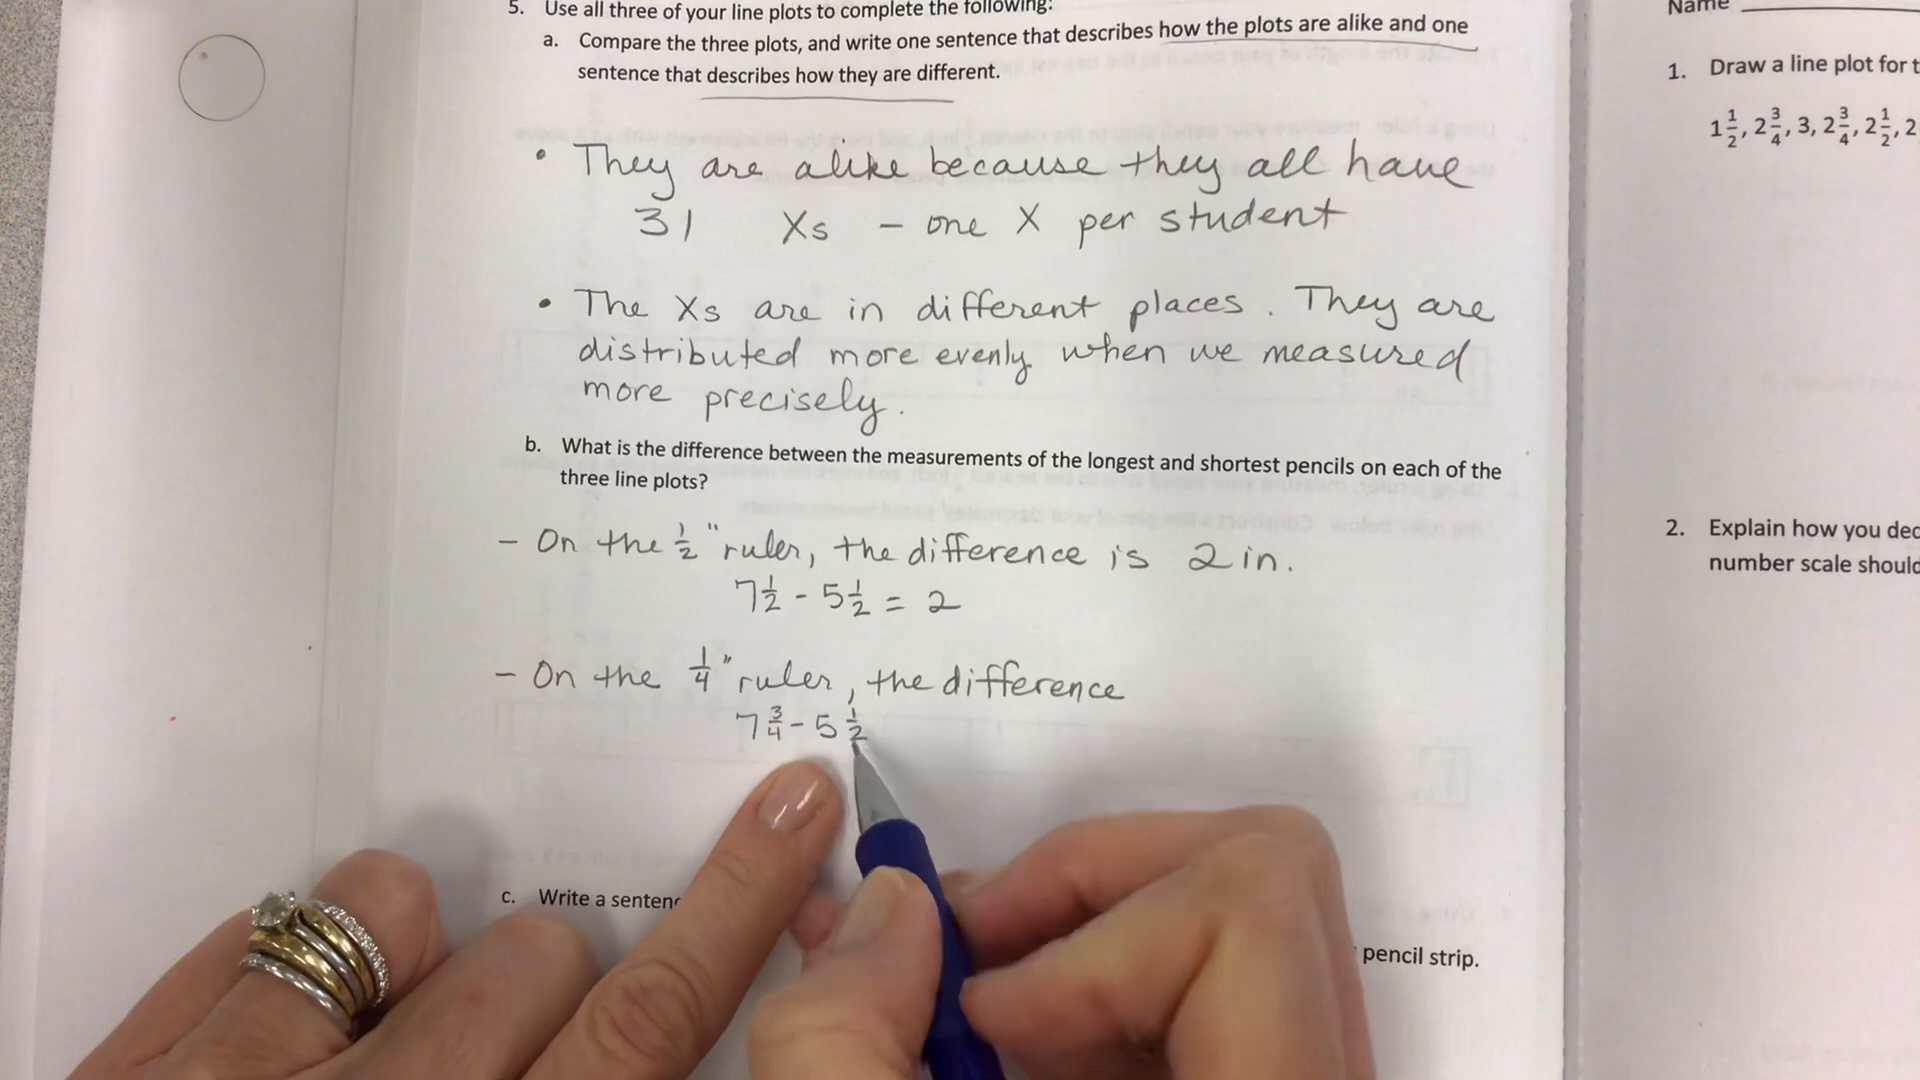 5. Use all three of your line plots to complete the following:
a. Compare the three plots, and write one sentence that describes how the plots are alike and one
sentence that describes how they are different.
• They are alike because they all have
31 Xs – one X per student
• The Xs are in different places. They are
distributed more evenly when we measured
more precisely.
b. What is the difference between the measurements of the longest and shortest pencils on each of the
three line plots?
– On the 1/2" ruler, the difference is 2 in.
7 1/2 - 5 1/2 = 2
– On the 1/4" ruler, the difference
7 3/4 - 5 1/2
c. Write a sentenc
pencil strip.
Name
1. Draw a line plot for t
1 1/2, 2 3/4, 3, 2 3/4, 2 1/2, 2
2. Explain how you dec
number scale should